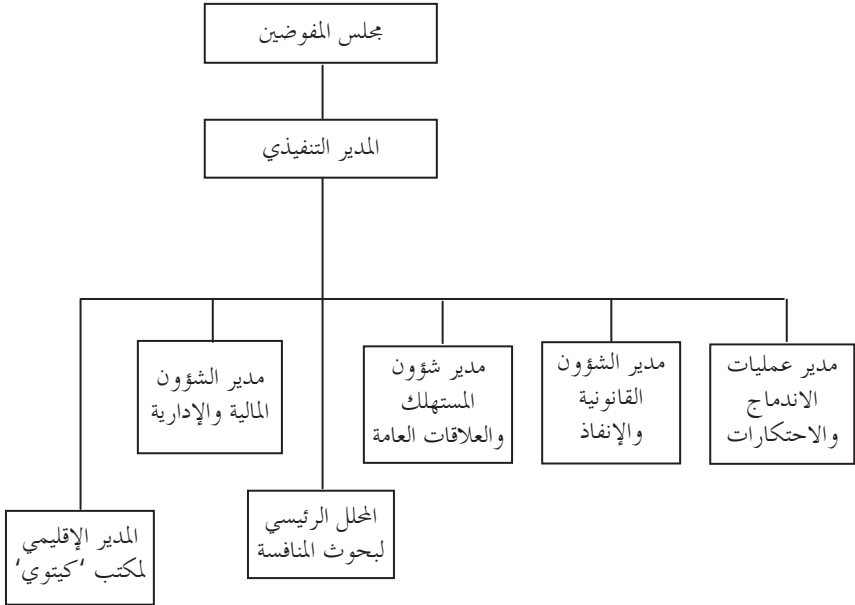 مجلس المفوضين
المدير التنفيذي
مدير عمليات
الاندماج
والاحتكارات
مدير الشؤون
القانونية
والإنفاذ
مدير شؤون
المستهلك
والعلاقات العامة
مدير الشؤون
المالية والإدارية
المحلل الرئيسي
لبحوث المنافسة
المدير الإقليمي
لمكتب ‘كيتوي’